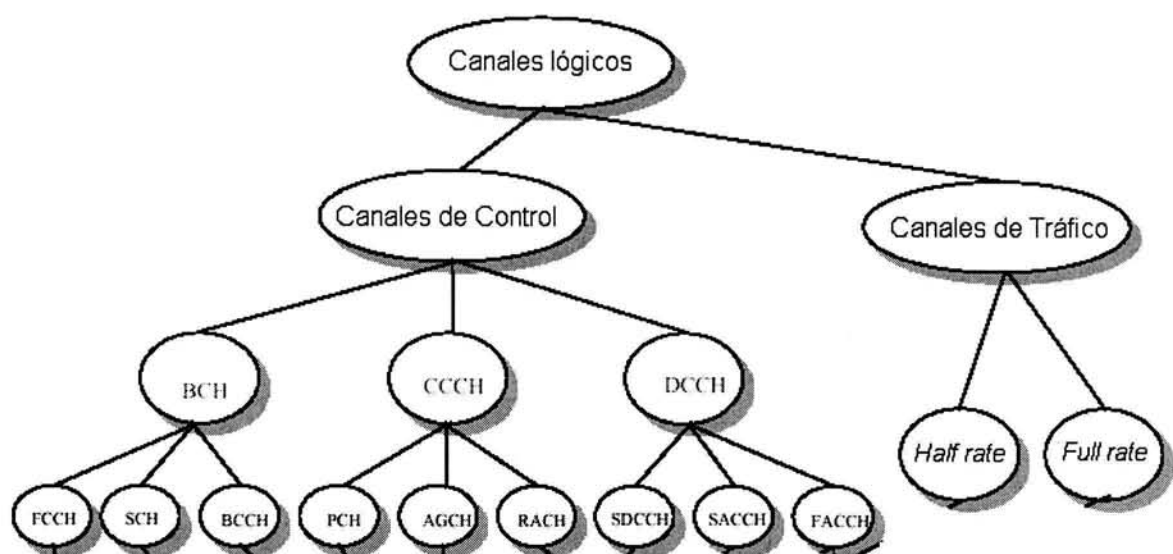 Canales lógicos
Canales de Control
Canales de Tráfico
BCH
CCCH
DCCH
Half rate
Full rate
FCCH
SCH
BCCH
PCH
AGCH
RACH
SDCCH
SACCH
FACCH